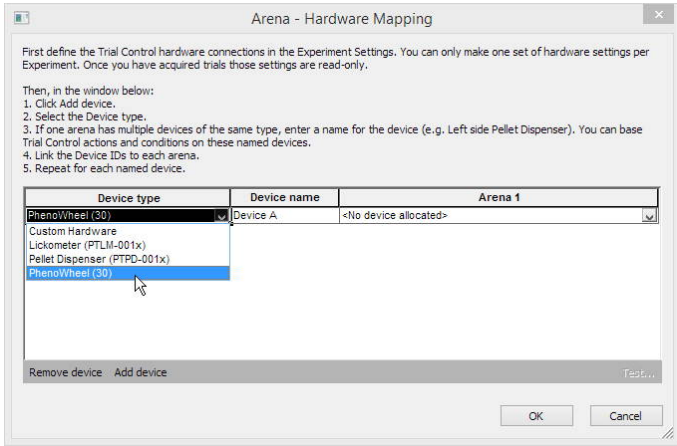 Arena - Hardware Mapping
First define the Trial Control hardware connections in the Experiment Settings. You can only make one set of hardware settings per
Experiment. Once you have acquired trials those settings are read-only.
Then, in the window below:
1. Click Add device.
2. Select the Device type.
3. If one arena has multiple devices of the same type, enter a name for the device (e.g. Left side Pellet Dispenser). You can base
Trial Control actions and conditions on these named devices.
4. Link the Device IDs to each arena.
5. Repeat for each named device.
Device type Device name Arena 1
PhenoWheel (30) Device A <No device allocated>
Custom Hardware
Lickometer (PTLM-001x)
Pellet Dispenser (PTPD-001x)
PhenoWheel (30)
Remove device Add device Test...
OK Cancel